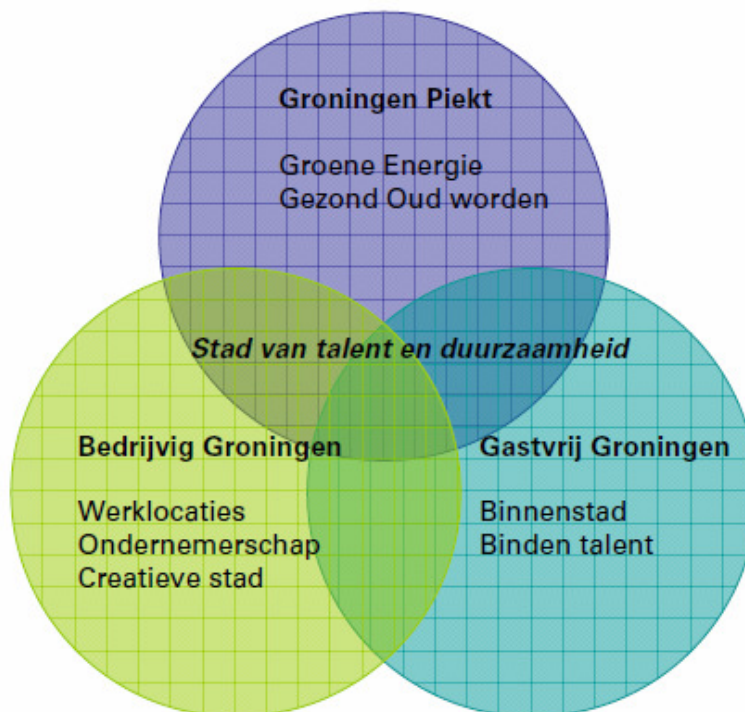 Groningen Piekt
Groene Energie
Gezond Oud worden
Stad van talent en duurzaamheid
Bedrijvig Groningen
Werklocaties
Ondernemerschap
Creatieve stad
Gastvrij Groningen
Binnenstad
Binden talent